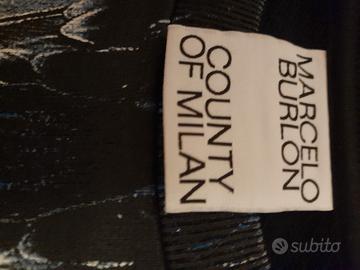 MARCELO
BURLON
COUNTY
OF MILAN
subito